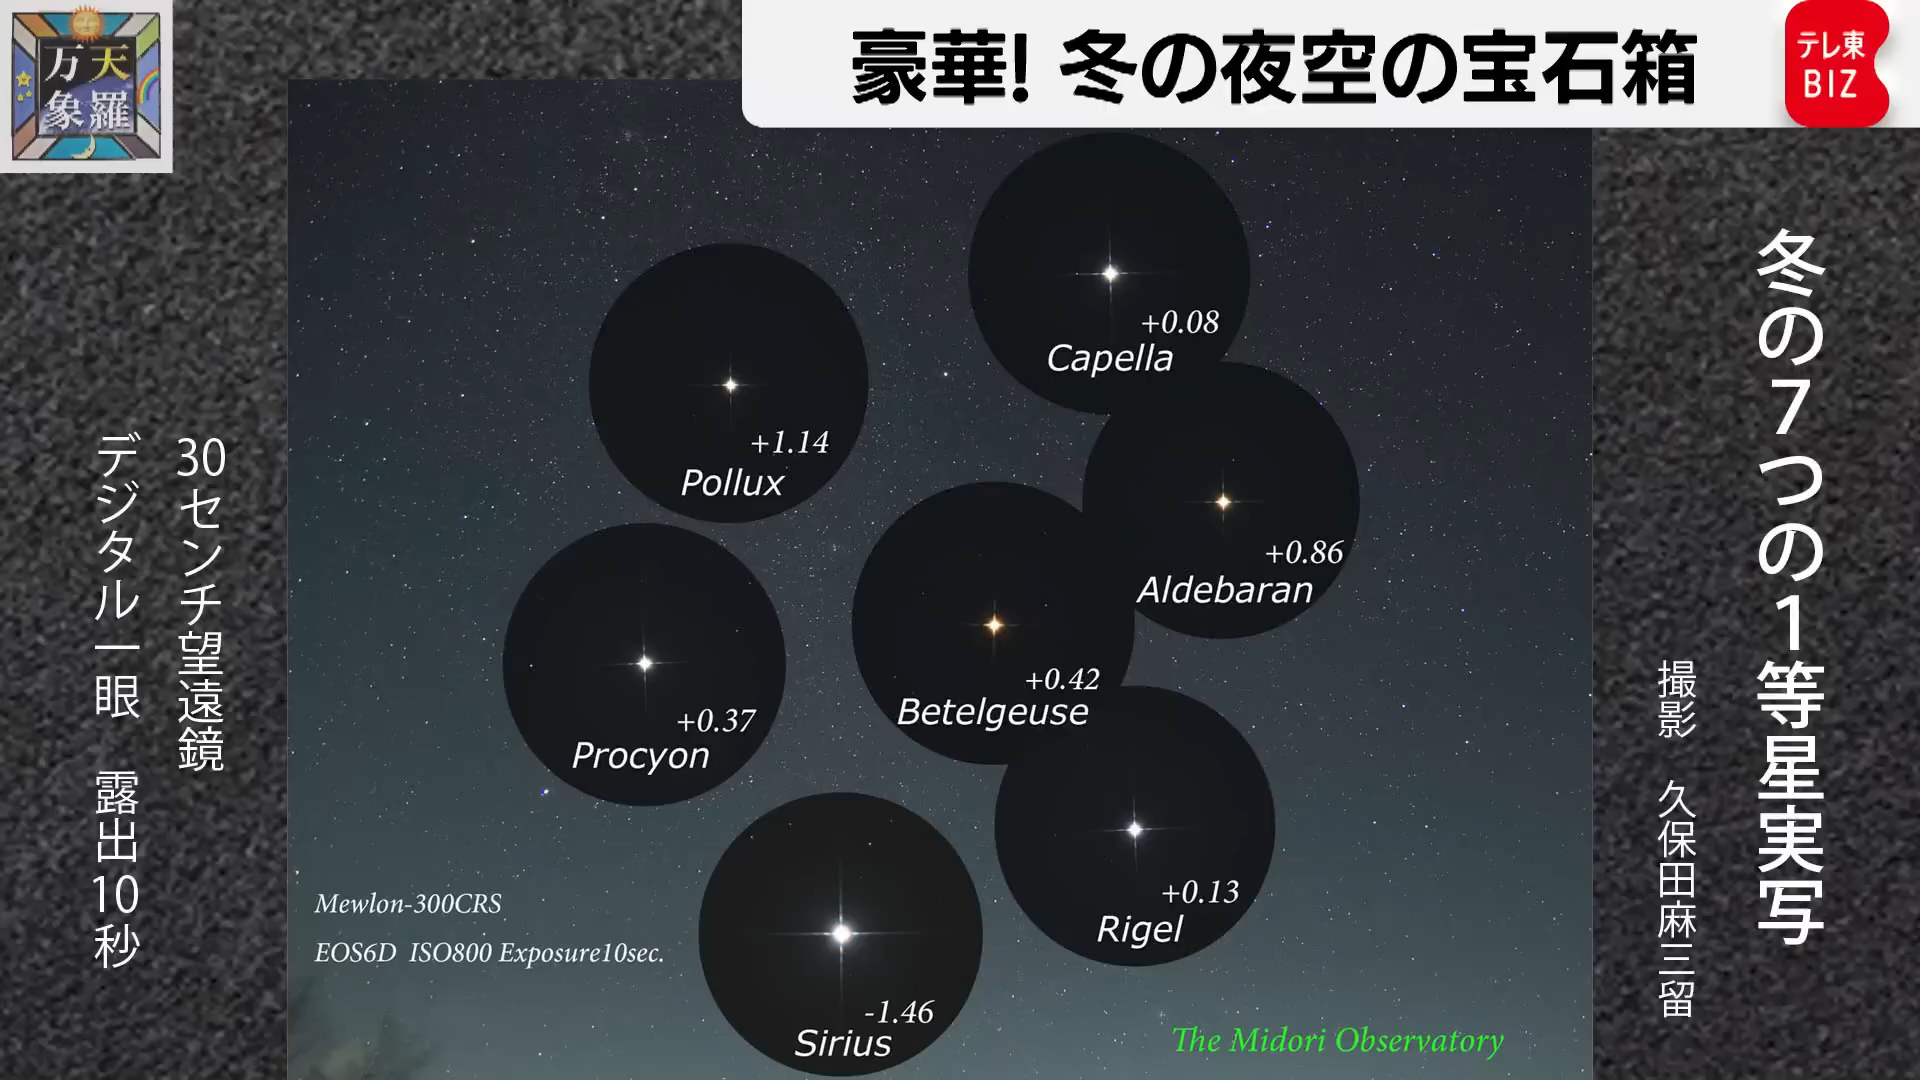 天羅
万象
豪華! 冬の夜空の宝石箱
テレ東
BIZ
冬の7つの1等星実写
撮影 久保田麻三留
30センチ望遠鏡
デジタル一眼 露出10秒
+0.08
Capella
+1.14
Pollux
+0.86
Aldebaran
+0.42
Betelgeuse
+0.37
Procyon
+0.13
Rigel
-1.46
Sirius
Mewlon-300CRS
EOS6D ISO800 Exposure10sec.
The Midori Observatory